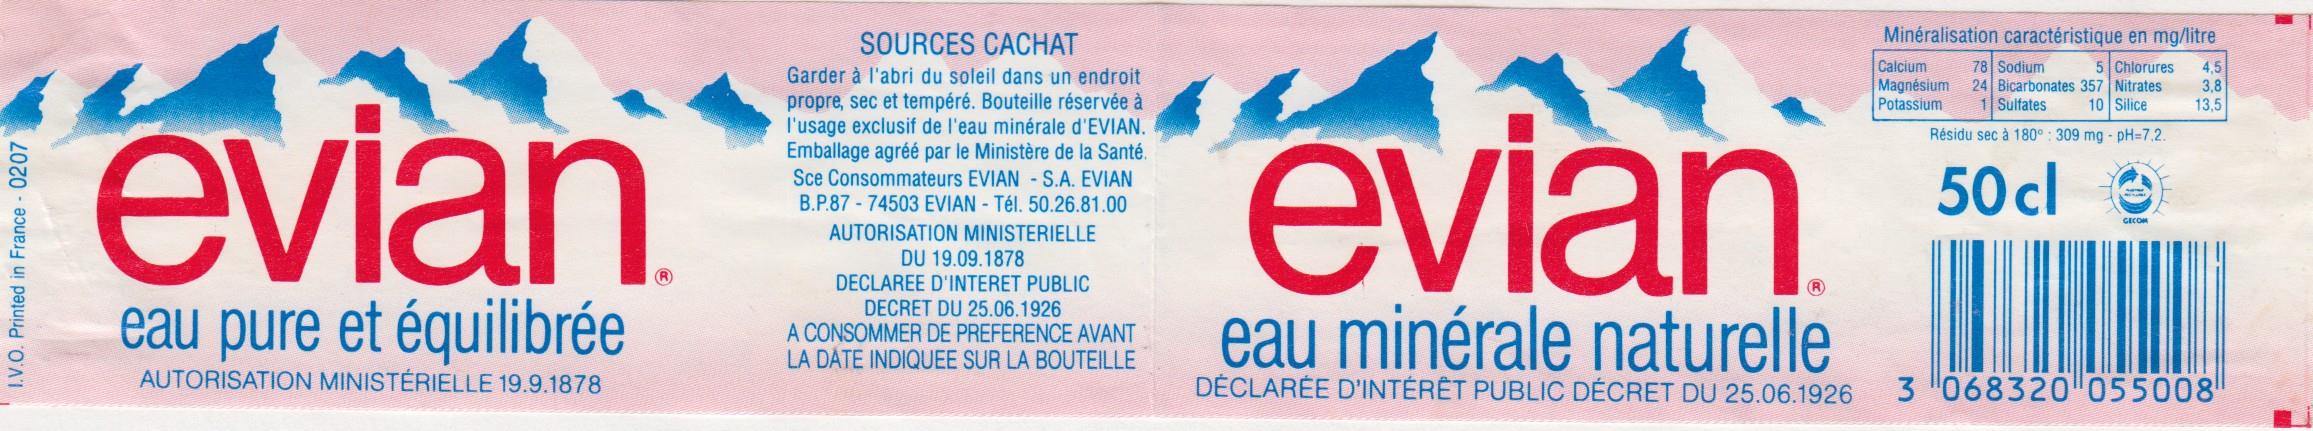 I.V.O. Printed in France - 0207
evian®
eau pure et équilibrée
AUTORISATION MINISTÉRIELLE 19.9.1878
SOURCES CACHAT
Garder à l'abri du soleil dans un endroit
propre, sec et tempéré. Bouteille réservée à
l'usage exclusif de l'eau minérale d'EVIAN.
Emballage agréé par le Ministère de la Santé.
Sce Consommateurs EVIAN - S.A. EVIAN
B.P.87 - 74503 EVIAN - Tél. 50.26.81.00
AUTORISATION MINISTERIELLE
DU 19.09.1878
DECLAREE D'INTERET PUBLIC
DECRET DU 25.06.1926
A CONSOMMER DE PREFERENCE AVANT
LA DATE INDIQUEE SUR LA BOUTEILLE
evian®
eau minérale naturelle
DÉCLARÉE D'INTÉRÊT PUBLIC DÉCRET DU 25.06.1926
Minéralisation caractéristique en mg/litre
Calcium 78 Sodium 5 Chlorures 4,5
Magnésium 24 Bicarbonates 357 Nitrates 3,8
Potassium 1 Sulfates 10 Silice 13,5
Résidu sec à 180° : 309 mg - pH=7,2.
50 cl
GECOM
3 068320 055008